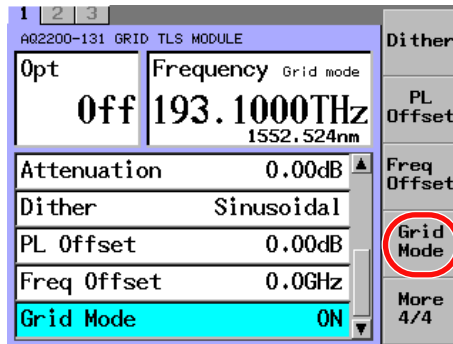 1 2 3
AQ2200-131 GRID TLS MODULE
Opt
Off
Frequency Grid mode
193.1000THz
1552.524nm
Attenuation 0.00dB
Dither Sinusoidal
PL Offset 0.00dB
Freq Offset 0.0GHz
Grid Mode ON
Dither
PL
Offset
Freq
Offset
Grid
Mode
More
4/4